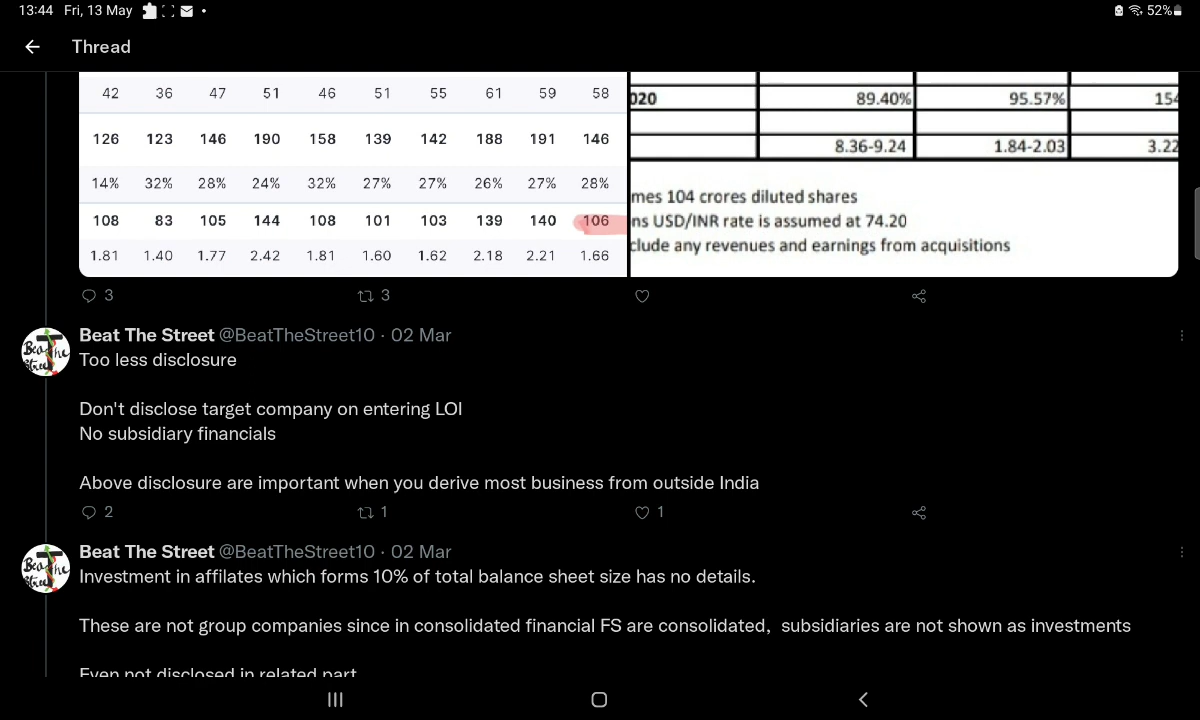 13:44 Fri, 13 May
52%
Thread
42 36 47 51 46 51 55 61 59 58
126 123 146 190 158 139 142 188 191 146
14% 32% 28% 24% 32% 27% 27% 26% 27% 28%
108 83 105 144 108 101 103 139 140 106
1.81 1.40 1.77 2.42 1.81 1.60 1.62 2.18 2.21 1.66
020 89.40% 95.57% 154
8.36-9.24 1.84-2.03 3.22
mes 104 crores diluted shares
ns USD/INR rate is assumed at 74.20
clude any revenues and earnings from acquisitions
3 3
Beat The Street @BeatTheStreet10 · 02 Mar
Too less disclosure
Don't disclose target company on entering LOI
No subsidiary financials
Above disclosure are important when you derive most business from outside India
2 1 1
Beat The Street @BeatTheStreet10 · 02 Mar
Investment in affilates which forms 10% of total balance sheet size has no details.
These are not group companies since in consolidated financial FS are consolidated, subsidiaries are not shown as investments
Even not disclosed in related part